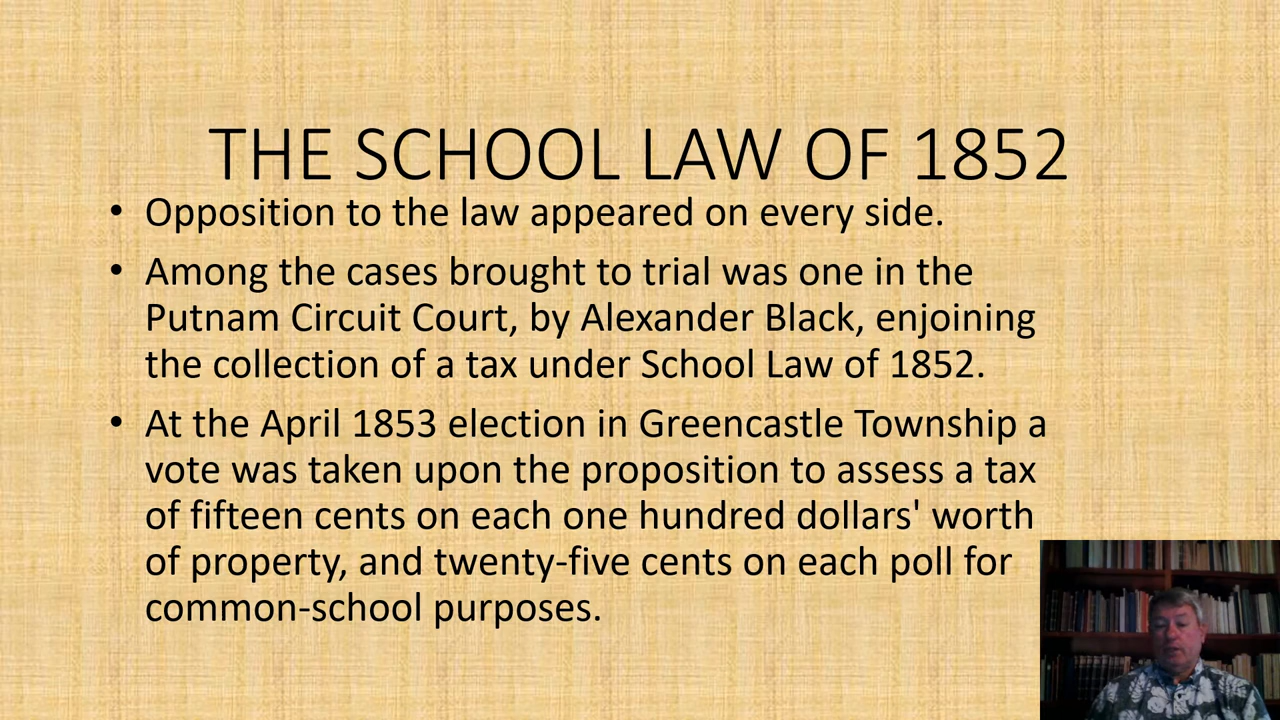 THE SCHOOL LAW OF 1852
• Opposition to the law appeared on every side.
• Among the cases brought to trial was one in the
Putnam Circuit Court, by Alexander Black, enjoining
the collection of a tax under School Law of 1852.
• At the April 1853 election in Greencastle Township a
vote was taken upon the proposition to assess a tax
of fifteen cents on each one hundred dollars' worth
of property, and twenty-five cents on each poll for
common-school purposes.